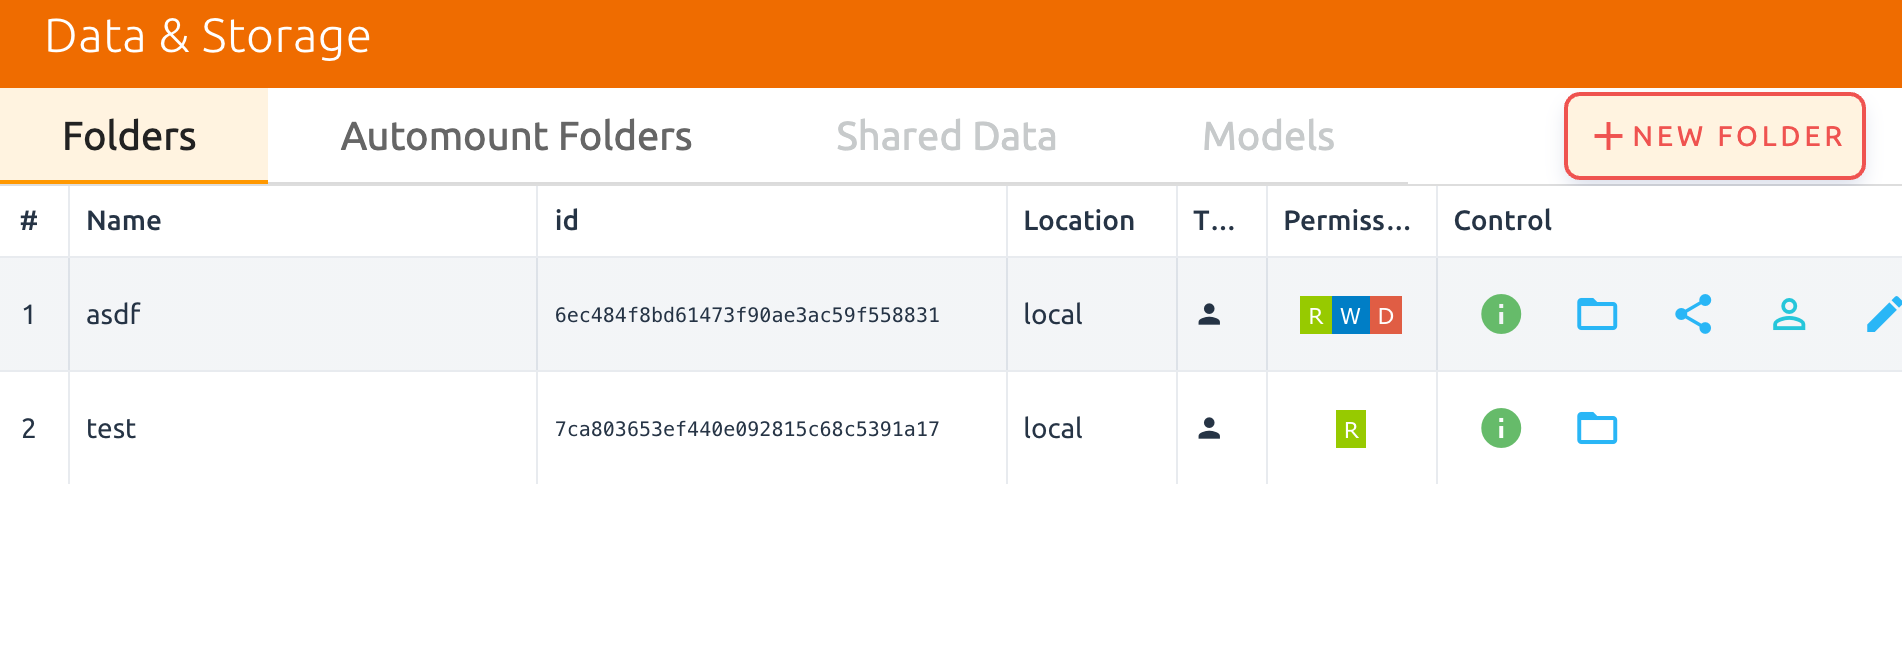 Data & Storage
Folders Automount Folders Shared Data Models + NEW FOLDER
# Name id Location T... Permiss... Control
1 asdf 6ec484f8bd61473f90ae3ac59f558831 local R W D
2 test 7ca803653ef440e092815c68c5391a17 local R